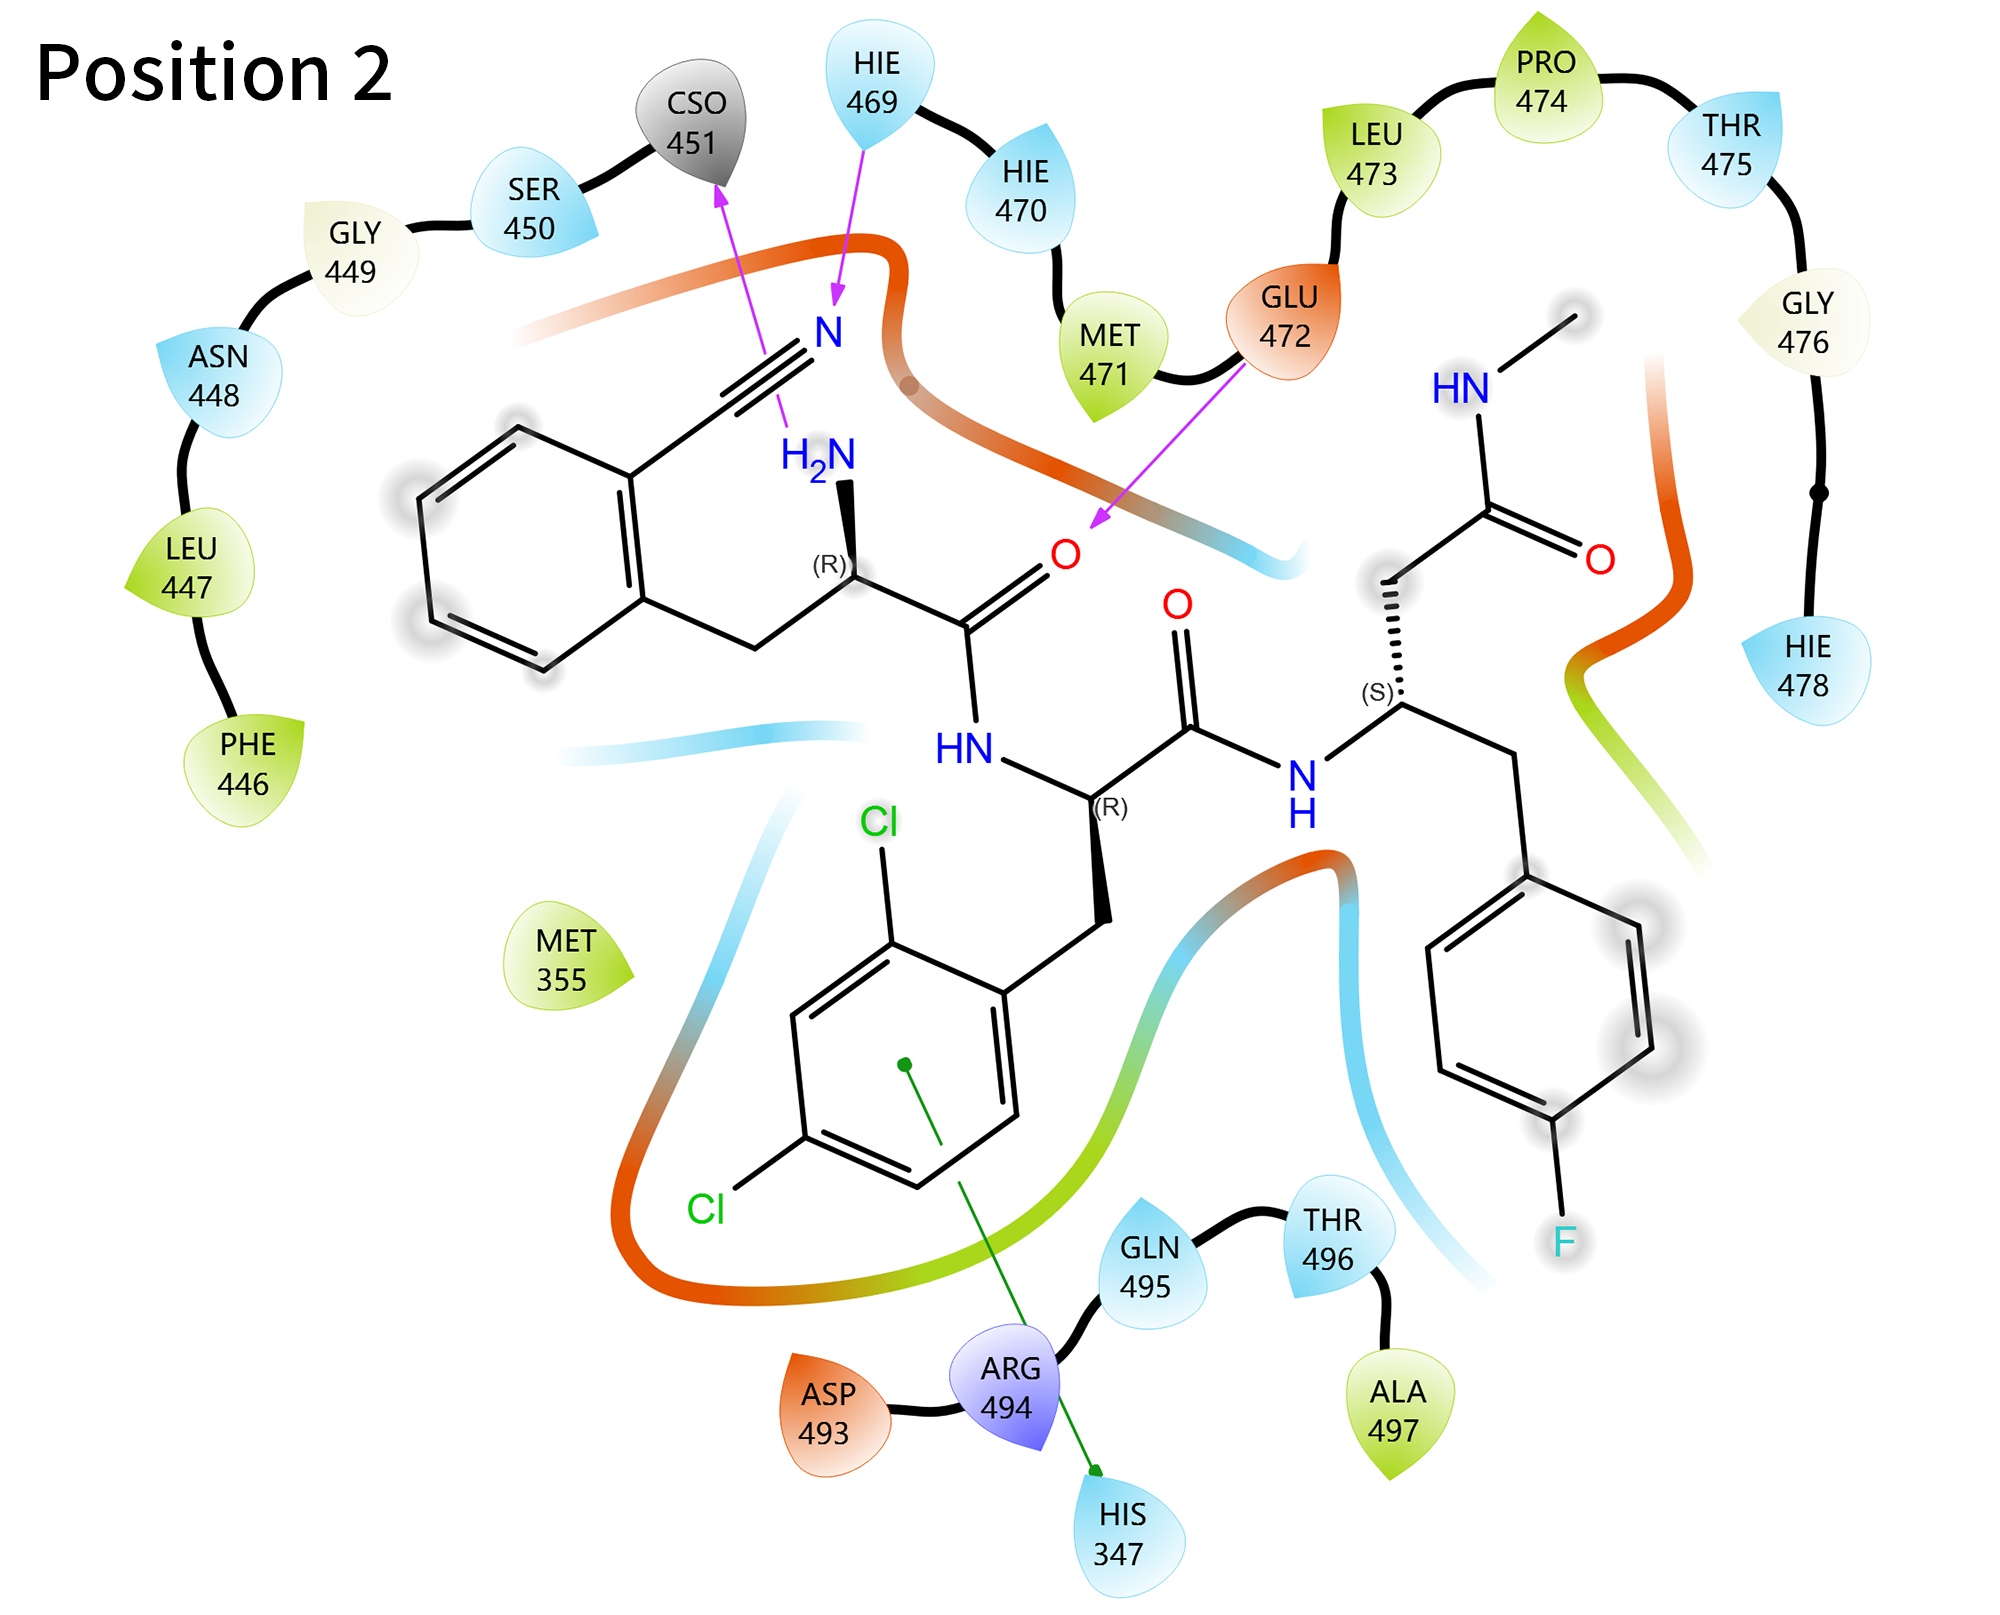 Position 2
HIE
469
CSO
451
PRO
474
LEU
473
THR
475
HIE
470
SER
450
GLY
449
GLU
472
GLY
476
MET
471
ASN
448
N
HN
H2N
(R)
O
O
O
LEU
447
HIE
478
(S)
PHE
446
HN
N
H
(R)
Cl
MET
355
Cl
F
GLN
495
THR
496
ARG
494
ASP
493
ALA
497
HIS
347